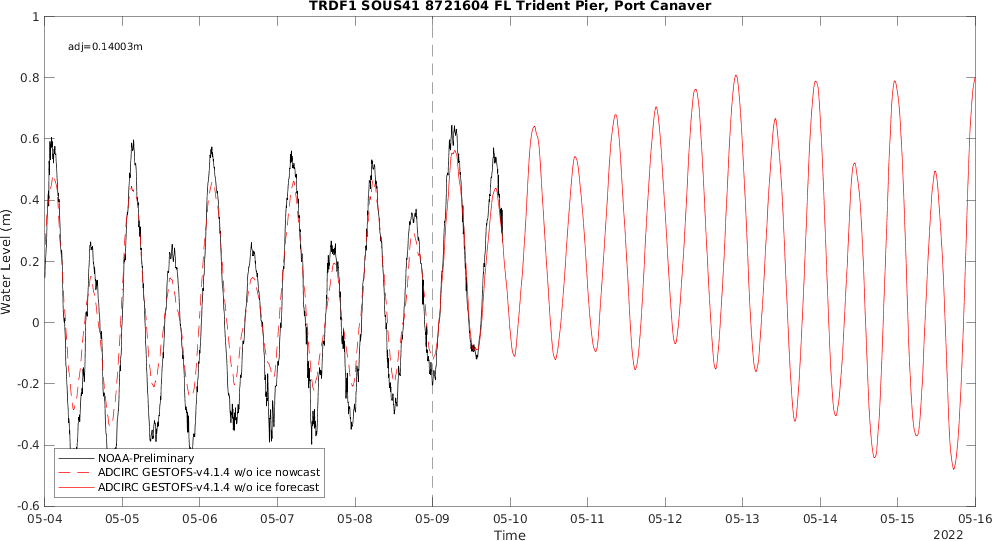 TRDF1 SOUS41 8721604 FL Trident Pier, Port Canaver
adj=0.14003m
Water Level (m)
1
0.8
0.6
0.4
0.2
0
-0.2
-0.4
-0.6
NOAA-Preliminary
ADCIRC GESTOFS-v4.1.4 w/o ice nowcast
ADCIRC GESTOFS-v4.1.4 w/o ice forecast
05-04 05-05 05-06 05-07 05-08 05-09 05-10 05-11 05-12 05-13 05-14 05-15 05-16
Time
2022